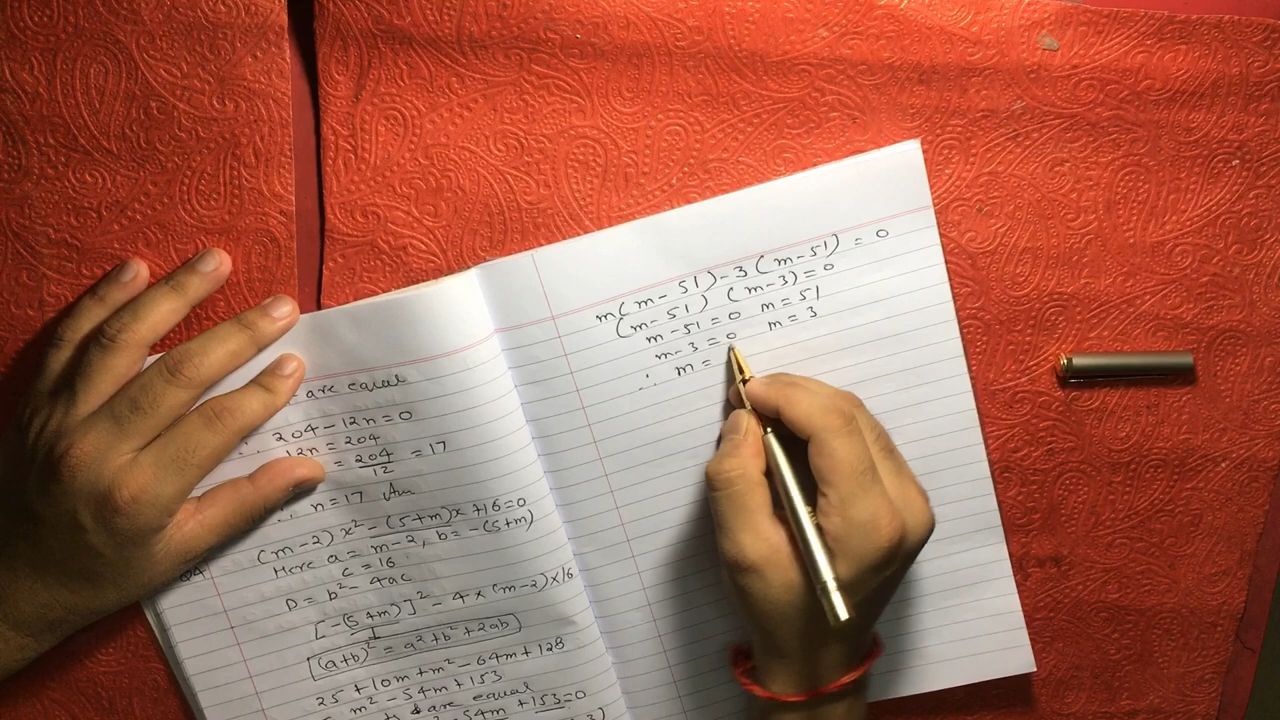 are equal
∴ 204 - 12n = 0
12n = 204
= 204/12 = 17
∴ n = 17 Ans
Q4 (m-2)x² - (5+m)x + 16 = 0
Here a = m-2, b = -(5+m)
c = 16
D = b² - 4ac
[-(5+m)]² - 4×(m-2)×16
(a+b)² = a² + b² + 2ab
25 + 10m + m² - 64m + 128
m² - 54m + 153
are equal
- 54m + 153 = 0
m(m-51) - 3(m-51) = 0
(m-51) (m-3) = 0
m-51 = 0 m = 51
m-3 = 0 m = 3
∴ m =